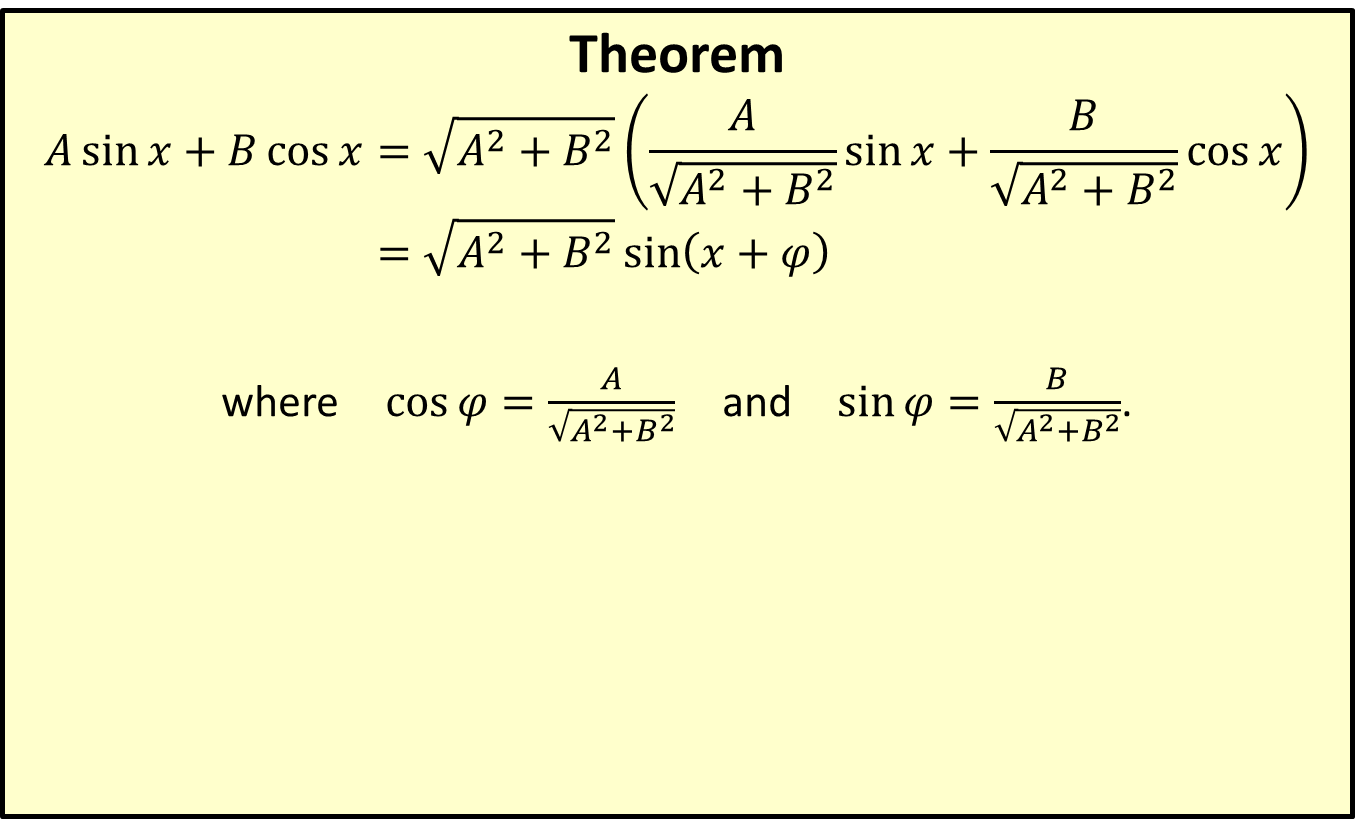 Theorem
A sin x + B cos x = √(A² + B²) (A/√(A² + B²) sin x + B/√(A² + B²) cos x)
= √(A² + B²) sin(x + φ)
where cos φ = A/√(A²+B²) and sin φ = B/√(A²+B²).